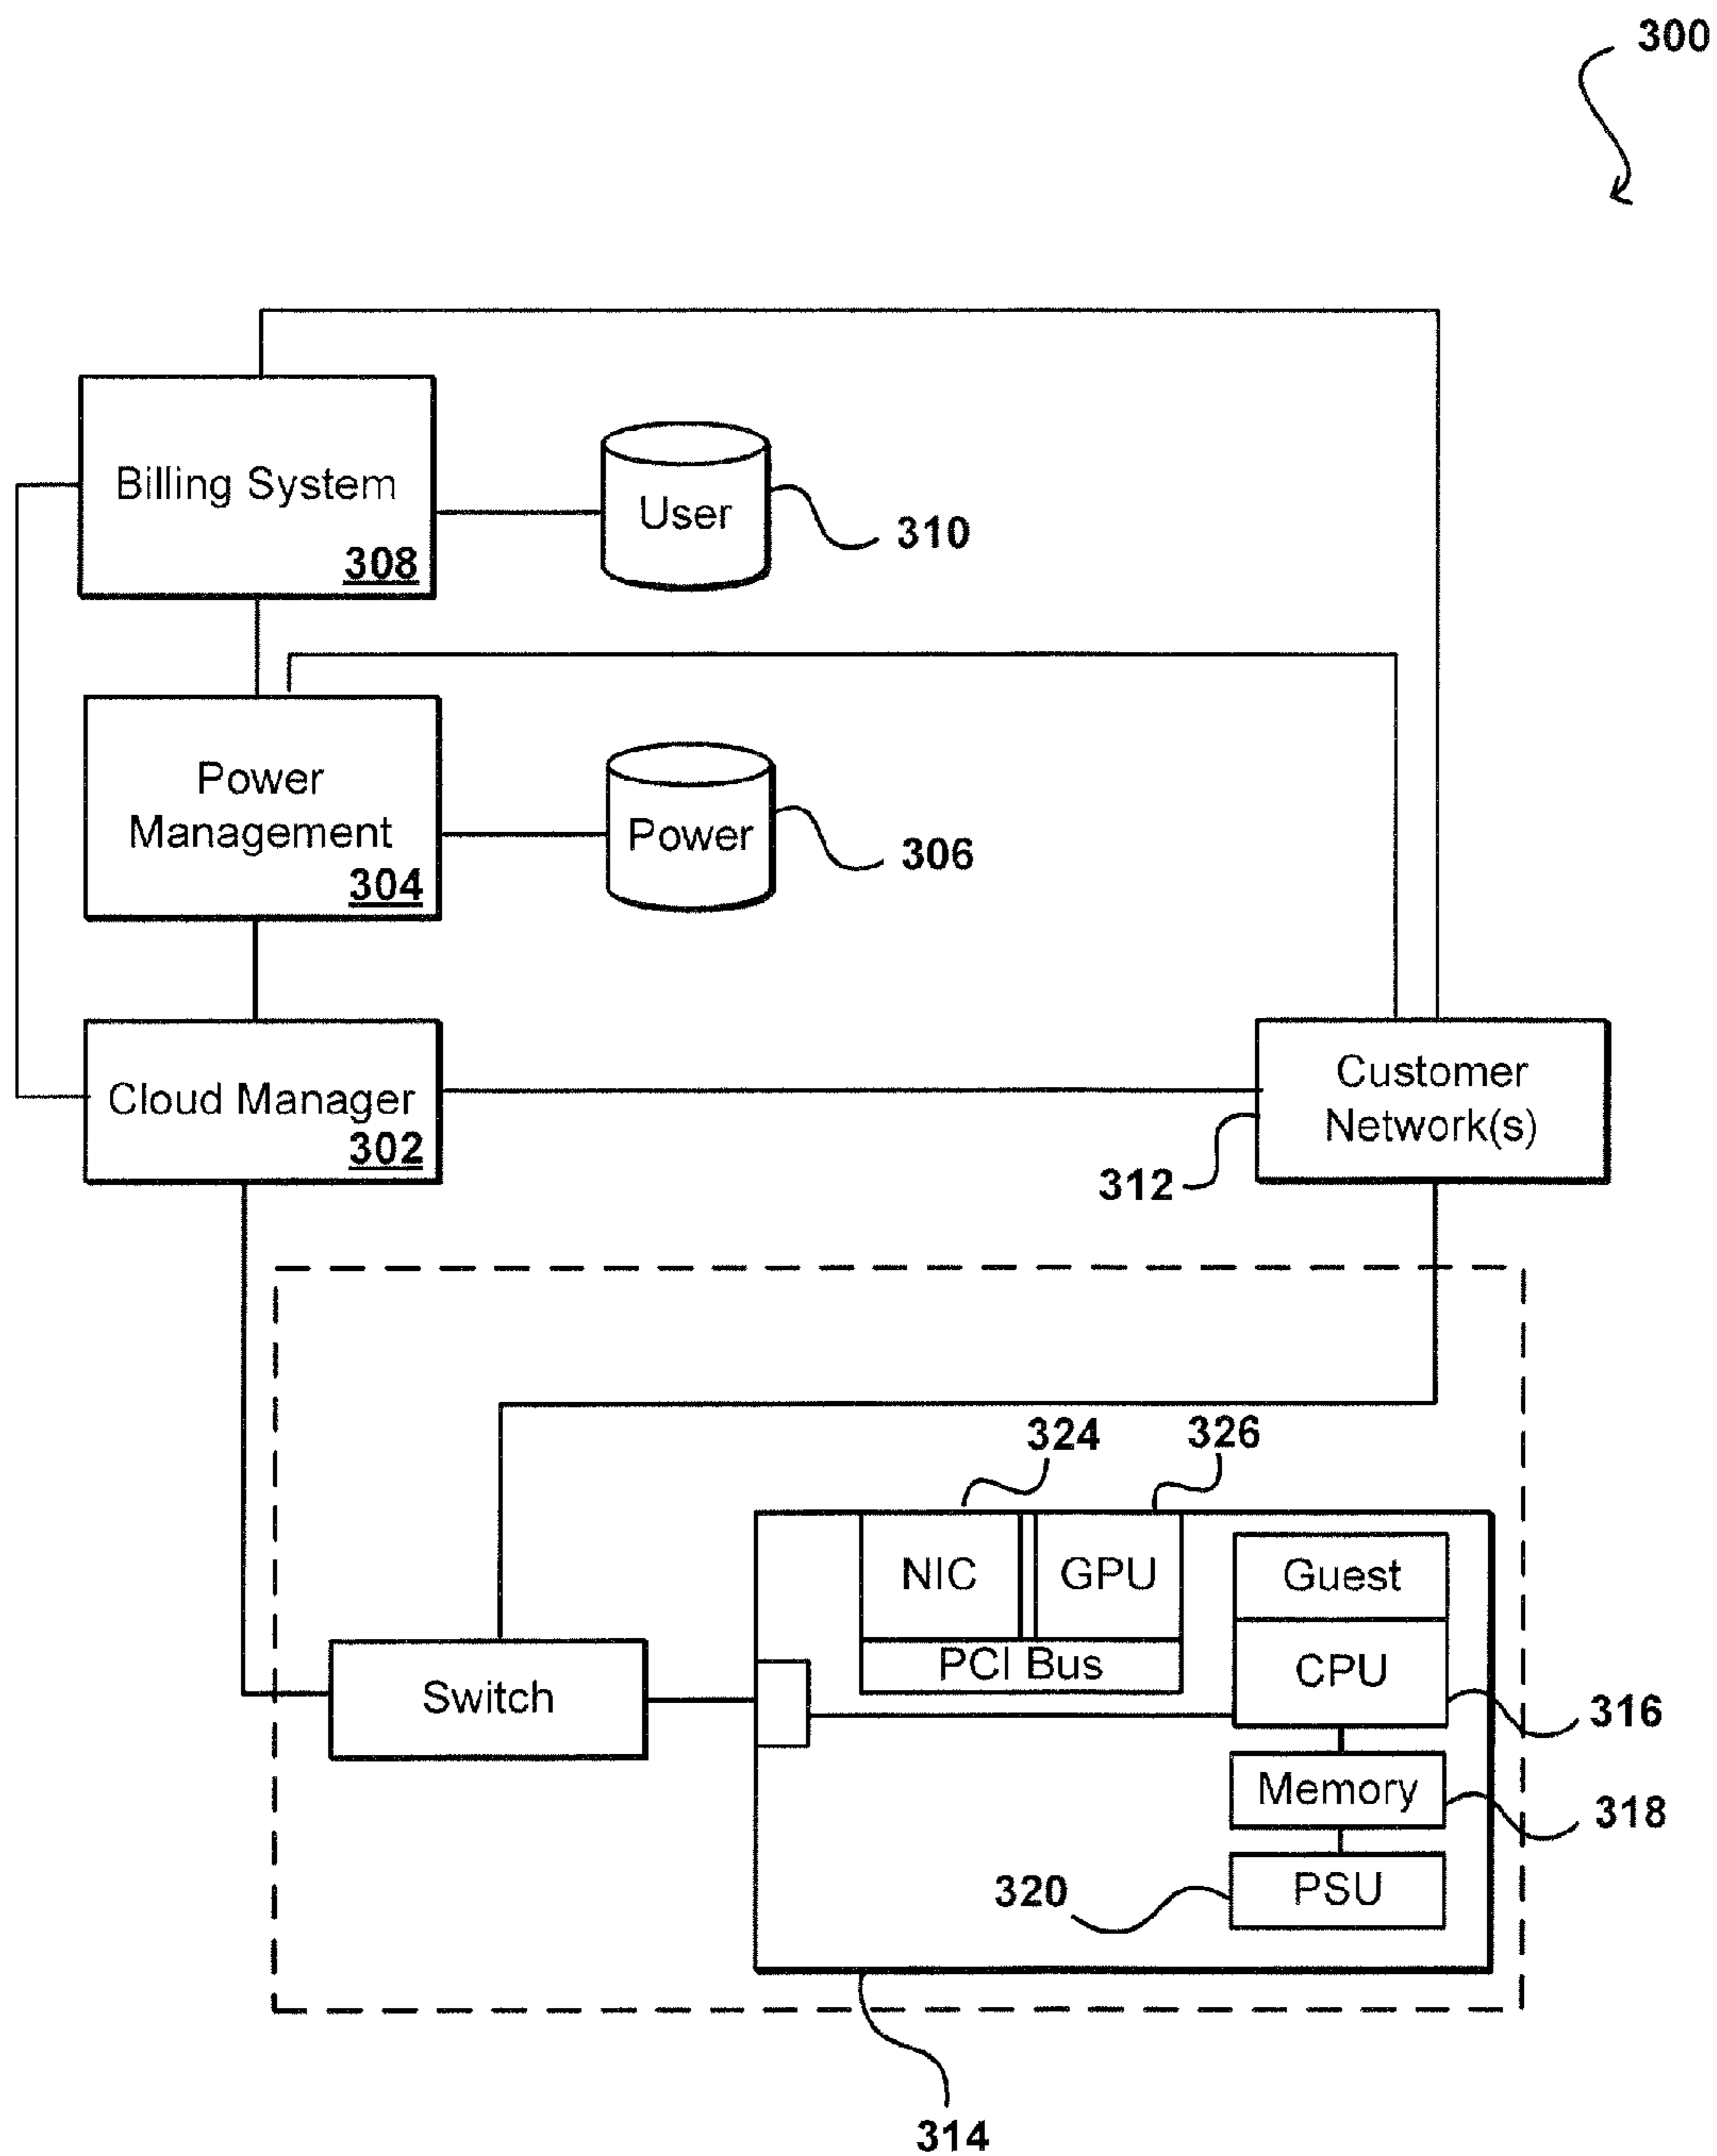 300
Billing System
308
User
310
Power
Management
304
Power
306
Cloud Manager
302
Customer
Network(s)
312
324
326
NIC
GPU
PCI Bus
Guest
CPU
316
Switch
Memory
318
PSU
320
314